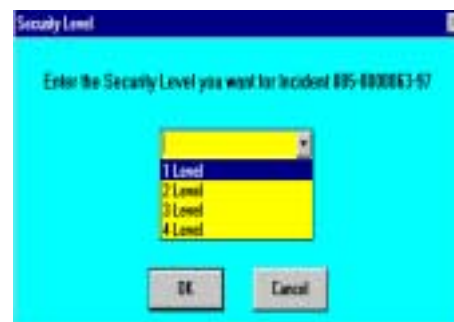 Security Level
Enter the Security Level you want for Incident 005-0000063-97
1 Level
2 Level
3 Level
4 Level
OK
Cancel